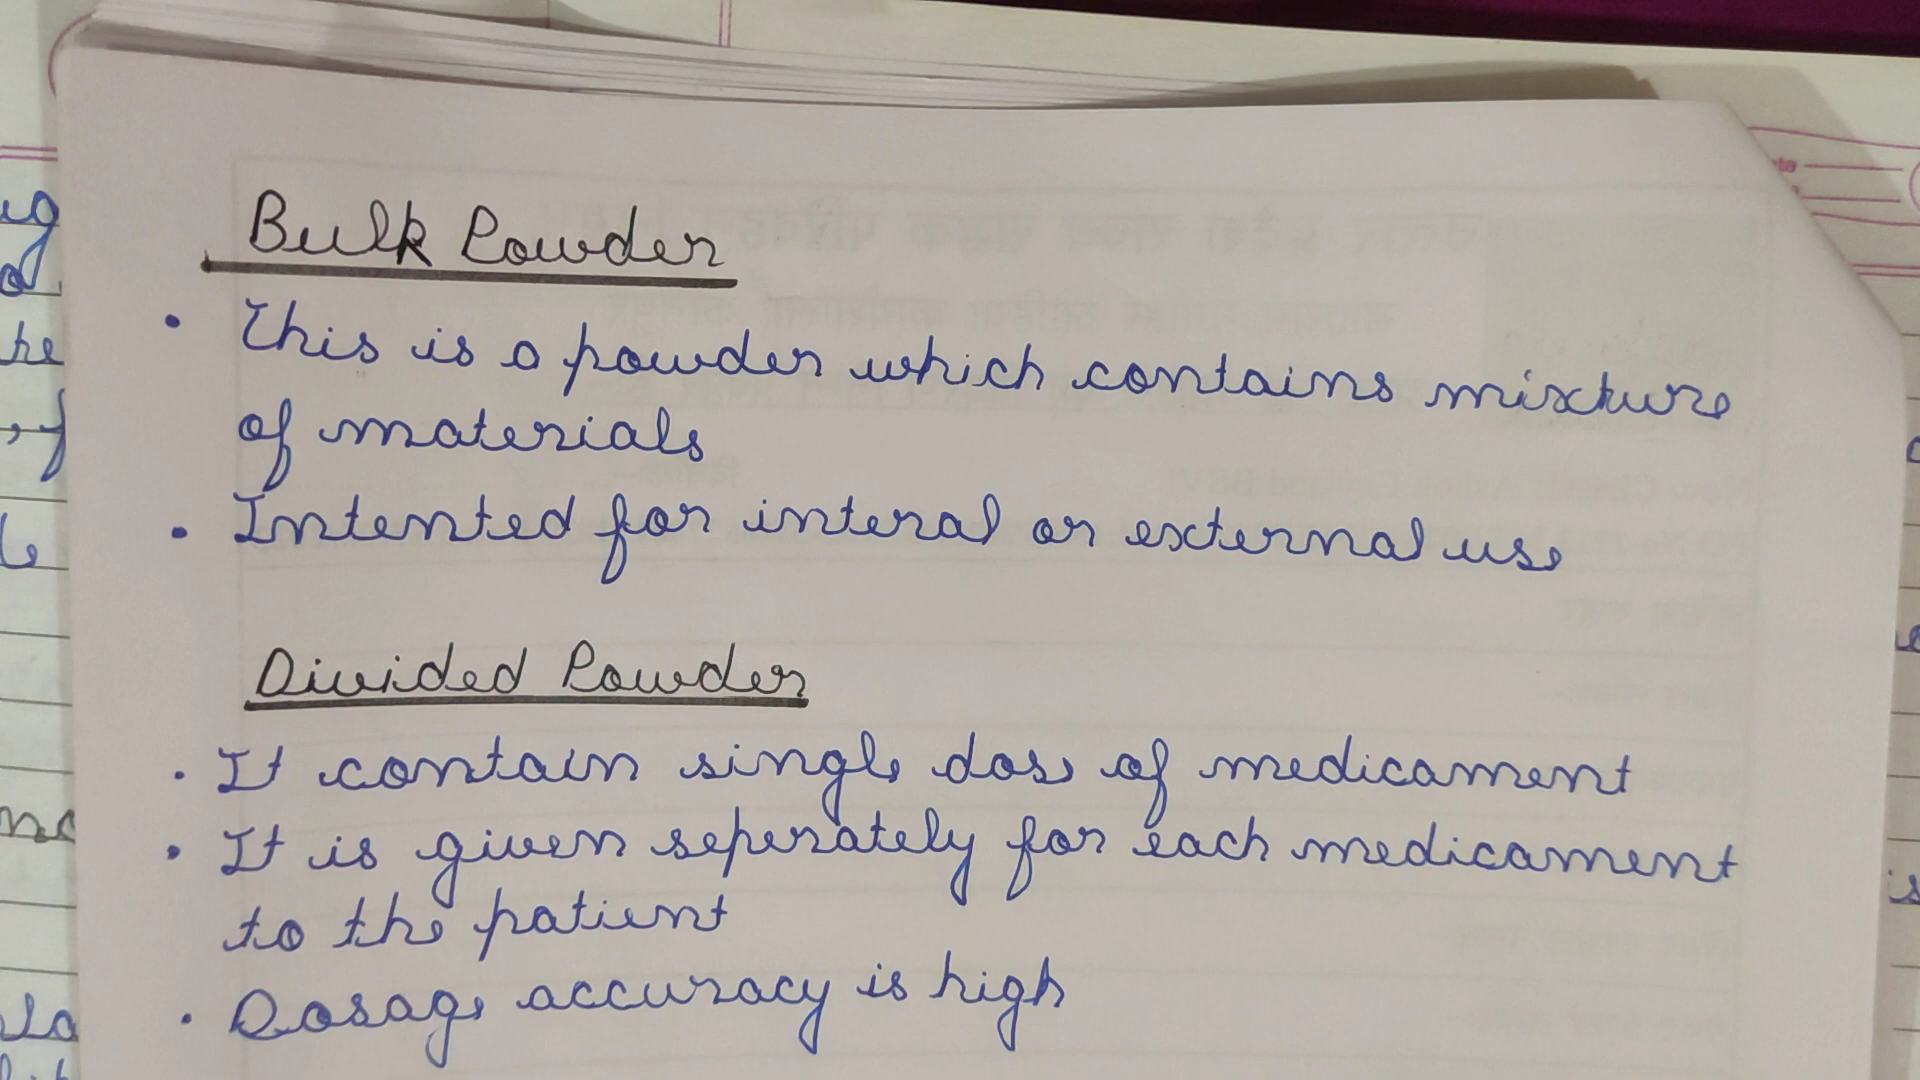 Bulk Powder
• This is a powder which contains mixture
of materials
• Intented for interal or external use
Divided Powder
• It contain single dose of medicament
• It is given seperately for each medicament
to the patient
• Dosage accuracy is high